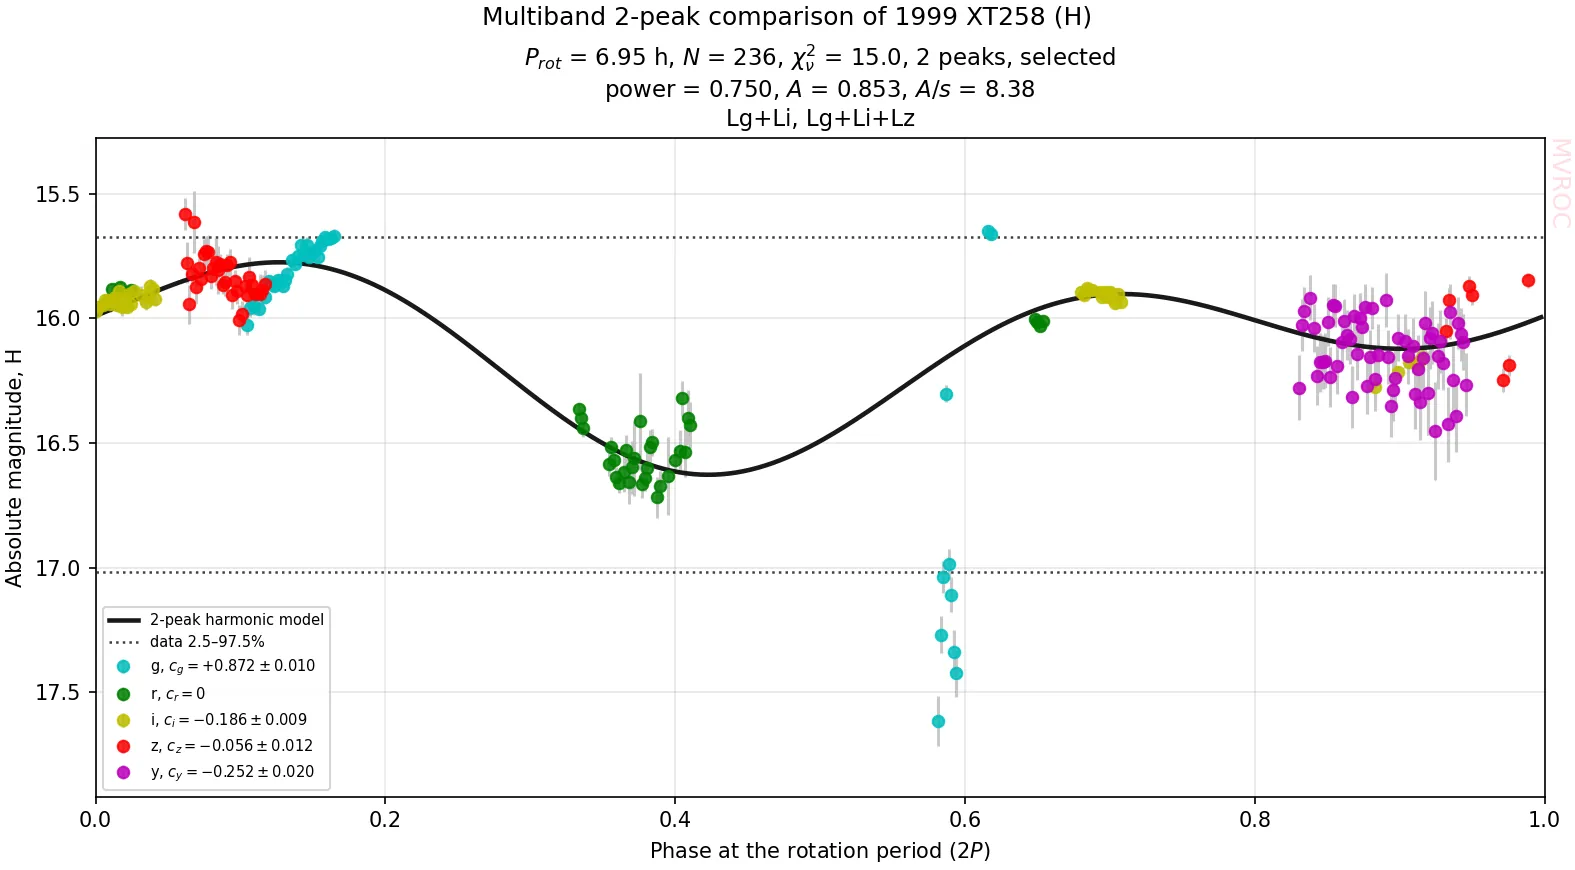 Multiband 2-peak comparison of 1999 XT258 (H)
P_rot = 6.95 h, N = 236, χ²_ν = 15.0, 2 peaks, selected
power = 0.750, A = 0.853, A/s = 8.38
Lg+Li, Lg+Li+Lz
MVROC
Absolute magnitude, H
15.5
16.0
16.5
17.0
17.5
2-peak harmonic model
data 2.5–97.5%
g, c_g = +0.872 ± 0.010
r, c_r = 0
i, c_i = −0.186 ± 0.009
z, c_z = −0.056 ± 0.012
y, c_y = −0.252 ± 0.020
0.0 0.2 0.4 0.6 0.8 1.0
Phase at the rotation period (2P)